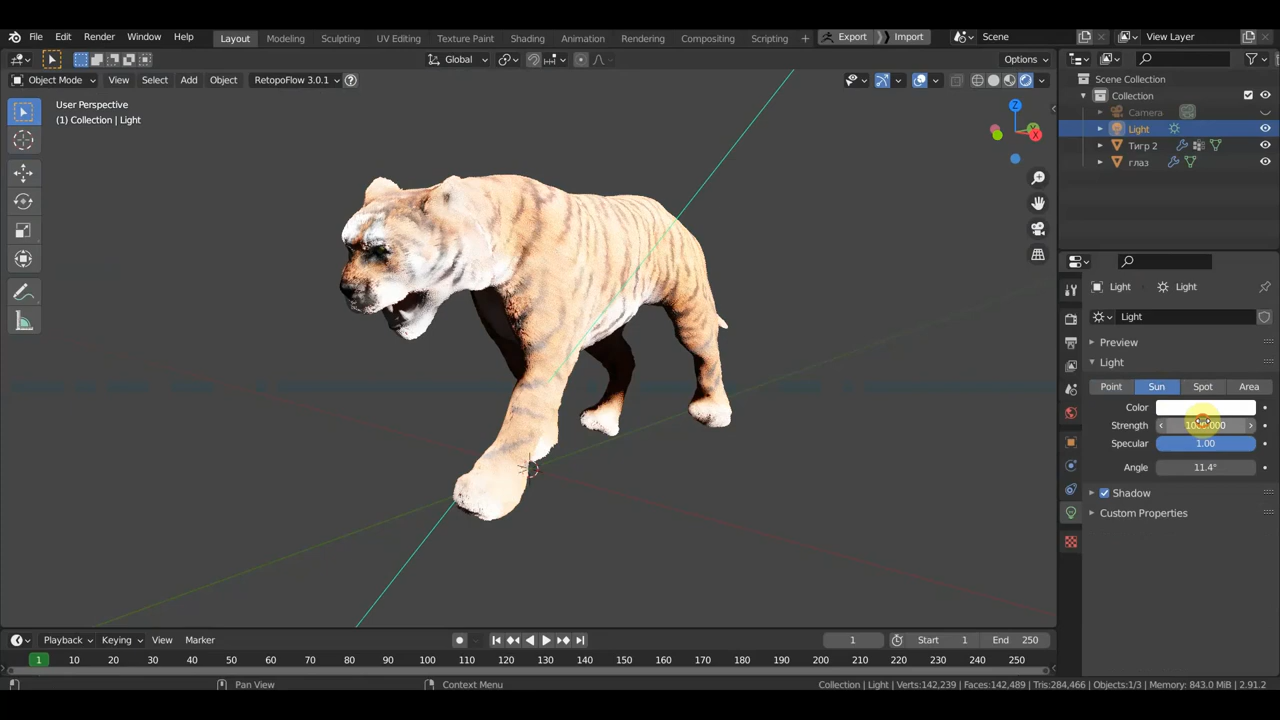 File Edit Render Window Help Layout Modeling Sculpting UV Editing Texture Paint Shading Animation Rendering Compositing Scripting + Export Import Scene View Layer
Global Options
Object Mode View Select Add Object RetopoFlow 3.0.1 Scene Collection
User Perspective
(1) Collection | Light
Collection
Camera
Light
Тигр 2
глаз
Z
Y
X
Light Light
Light
Preview
Light
Point Sun Spot Area
Color
Strength
Specular 1.00
Angle 11.4°
Shadow
Custom Properties
Playback Keying View Marker 1 Start 1 End 250
1 10 20 30 40 50 60 70 80 90 100 110 120 130 140 150 160 170 180 190 200 210 220 230 240 250
Pan View Context Menu Collection | Light | Verts:142,239 | Faces:142,489 | Tris:284,466 | Objects:1/3 | Memory: 843.0 MiB | 2.91.2